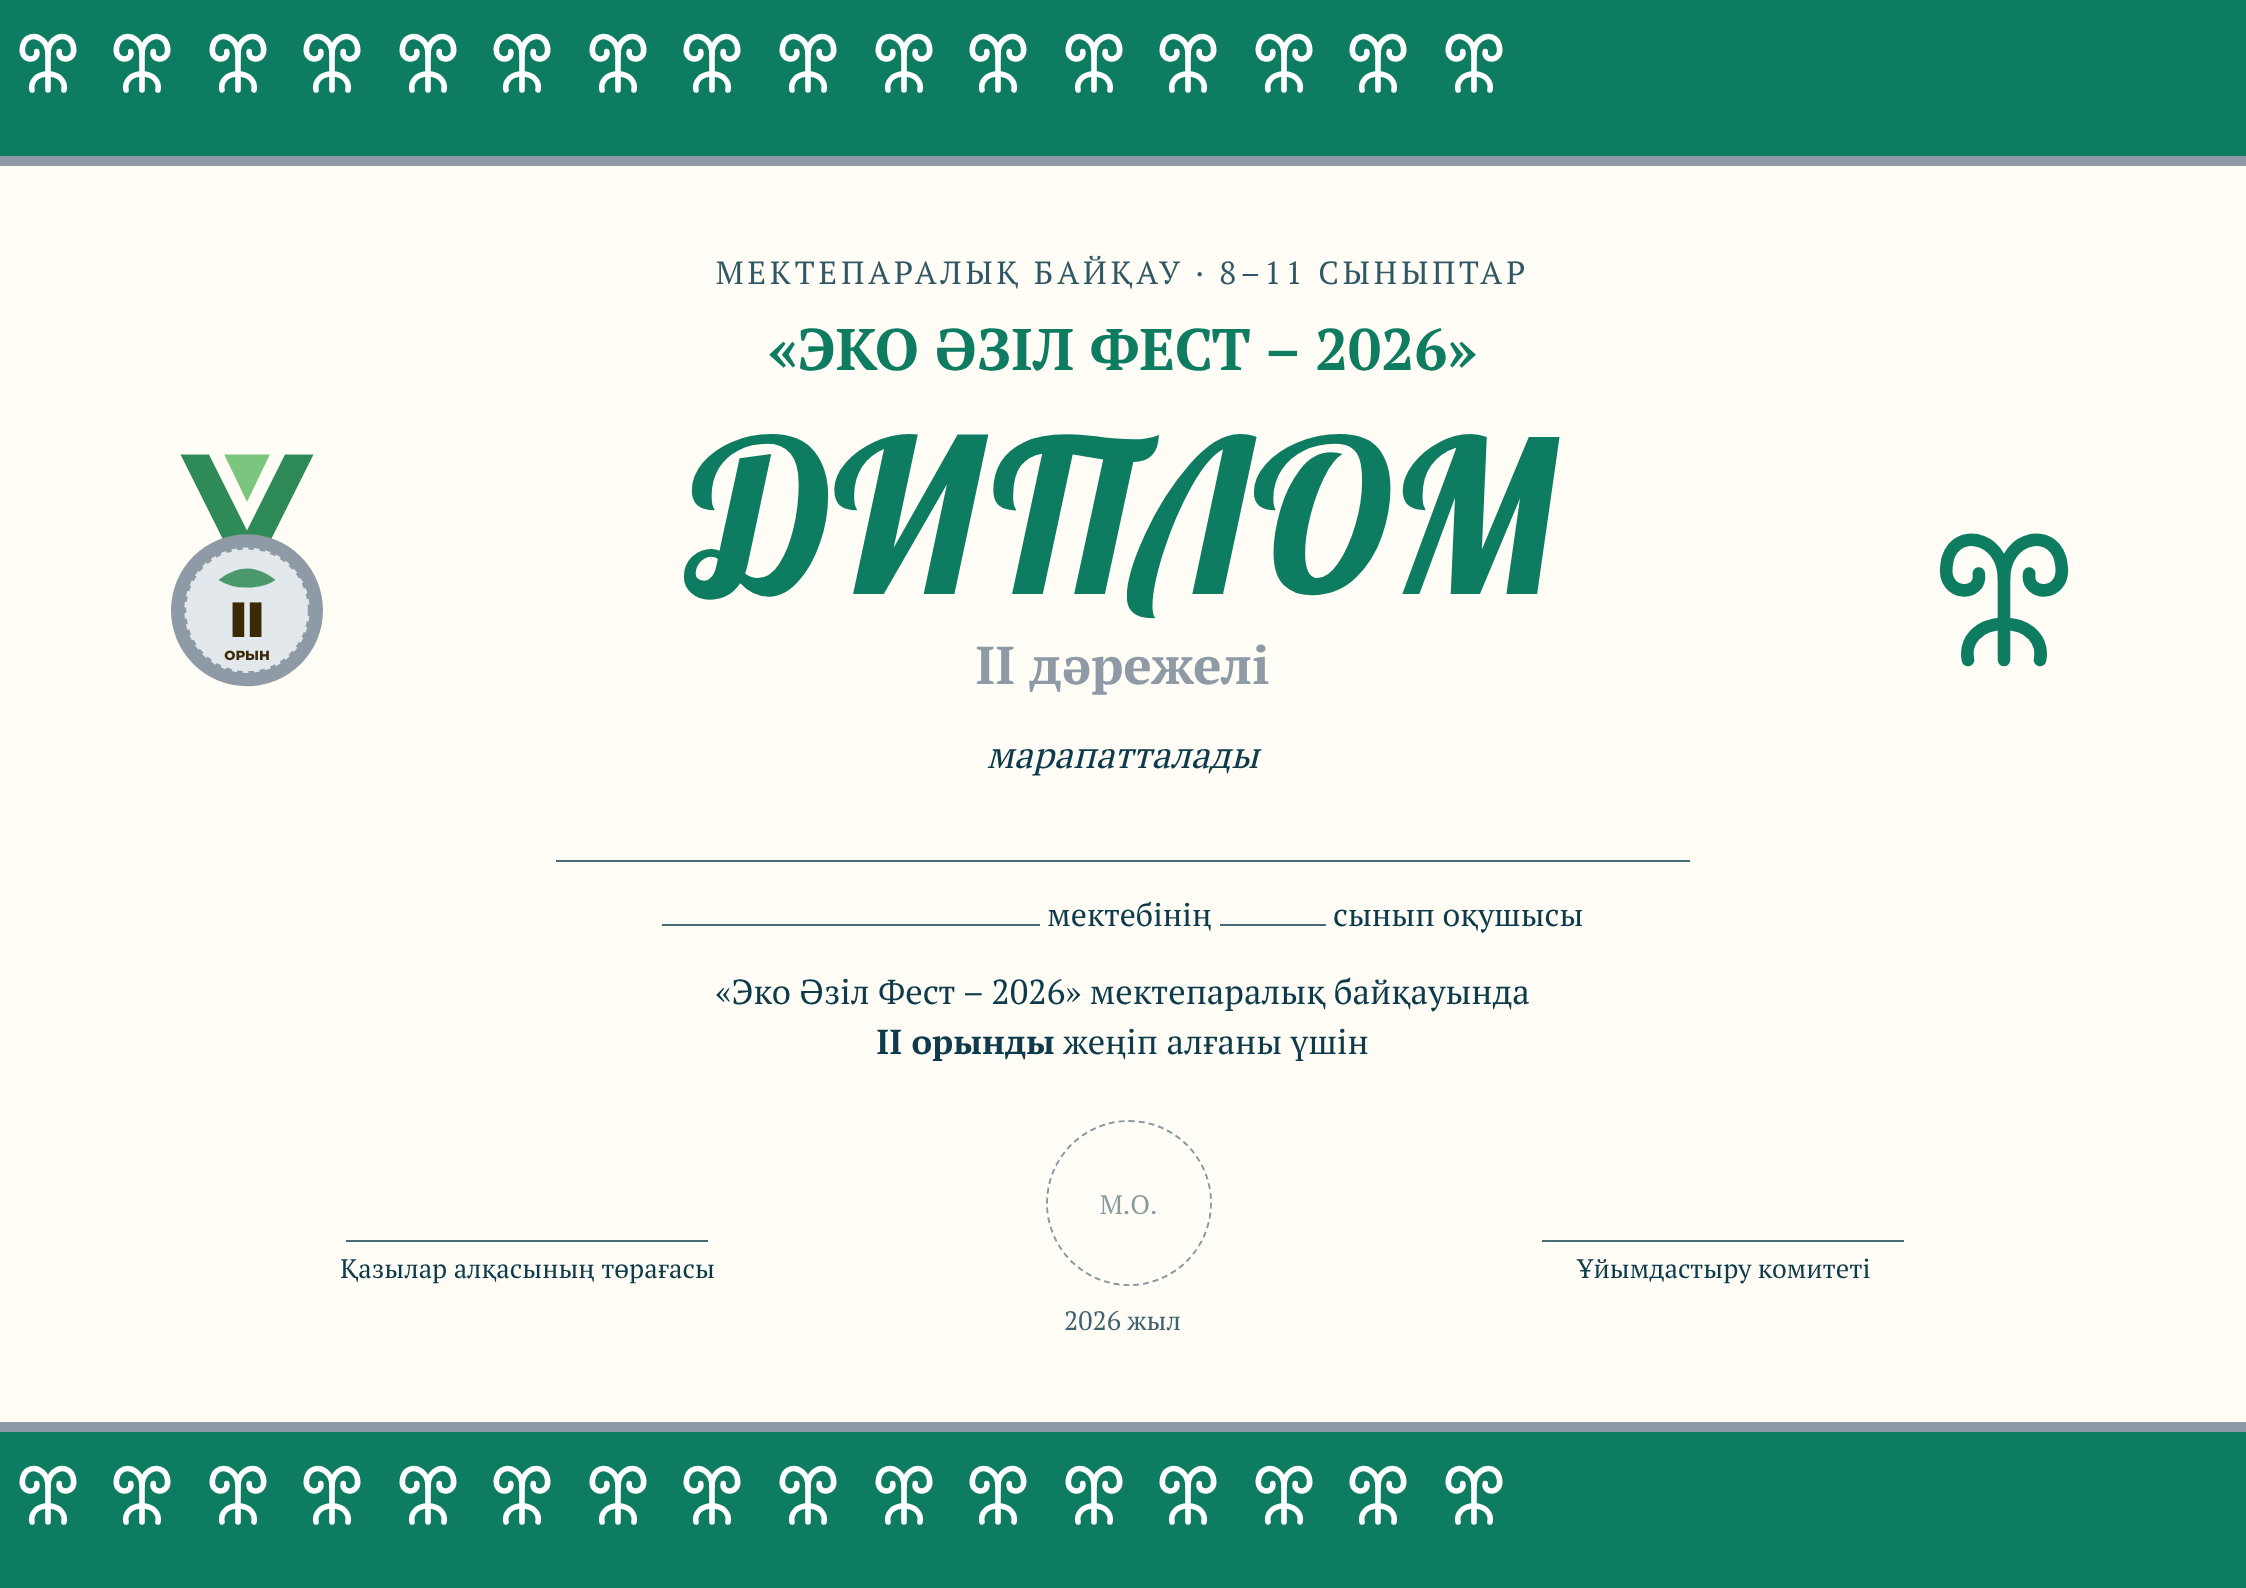 МЕКТЕПАРАЛЫҚ БАЙҚАУ · 8–11 СЫНЫПТАР
«ЭКО ӘЗІЛ ФЕСТ – 2026»
ДИПЛОМ
II
ОРЫН
II дәрежелі
марапатталады
мектебінің сынып оқушысы
«Эко Әзіл Фест – 2026» мектепаралық байқауында
II орынды жеңіп алғаны үшін
М.О.
Қазылар алқасының төрағасы
Ұйымдастыру комитеті
2026 жыл